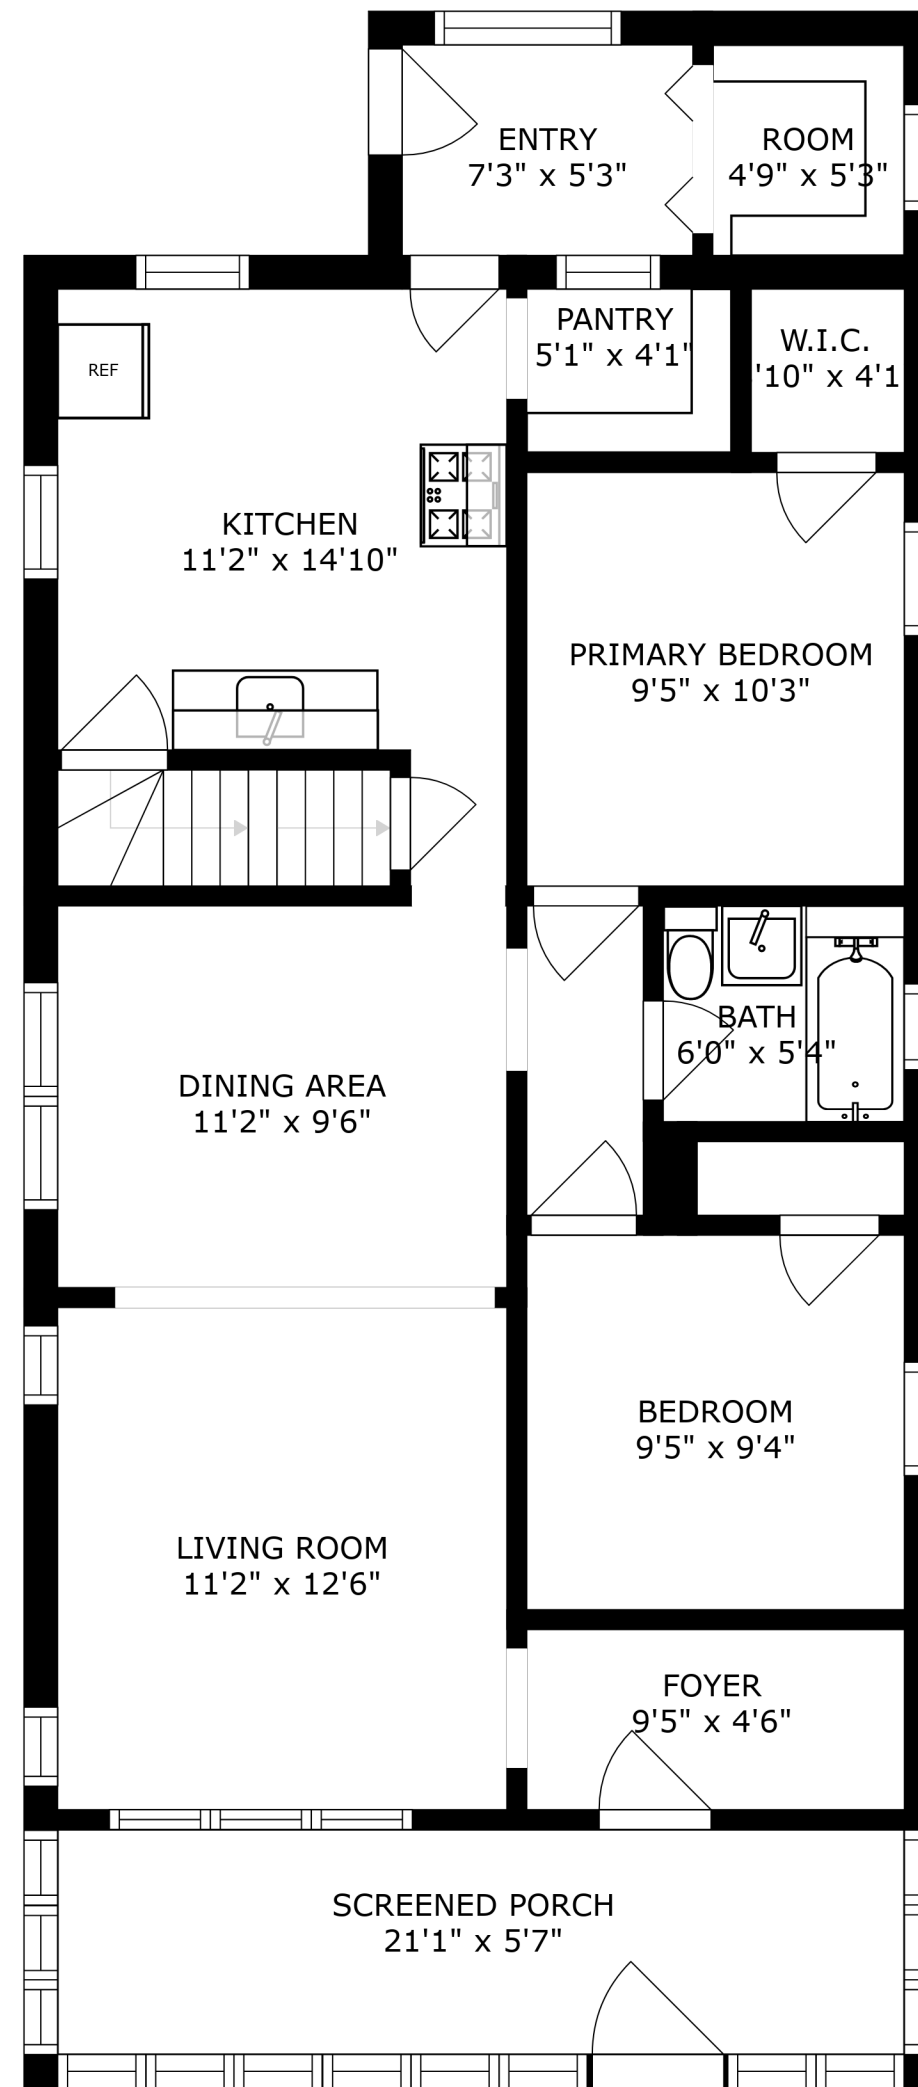 ENTRY
7'3" x 5'3"
ROOM
4'9" x 5'3"
PANTRY
5'1" x 4'1"
W.I.C.
'10" x 4'1
REF
KITCHEN
11'2" x 14'10"
PRIMARY BEDROOM
9'5" x 10'3"
BATH
6'0" x 5'4"
DINING AREA
11'2" x 9'6"
BEDROOM
9'5" x 9'4"
LIVING ROOM
11'2" x 12'6"
FOYER
9'5" x 4'6"
SCREENED PORCH
21'1" x 5'7"